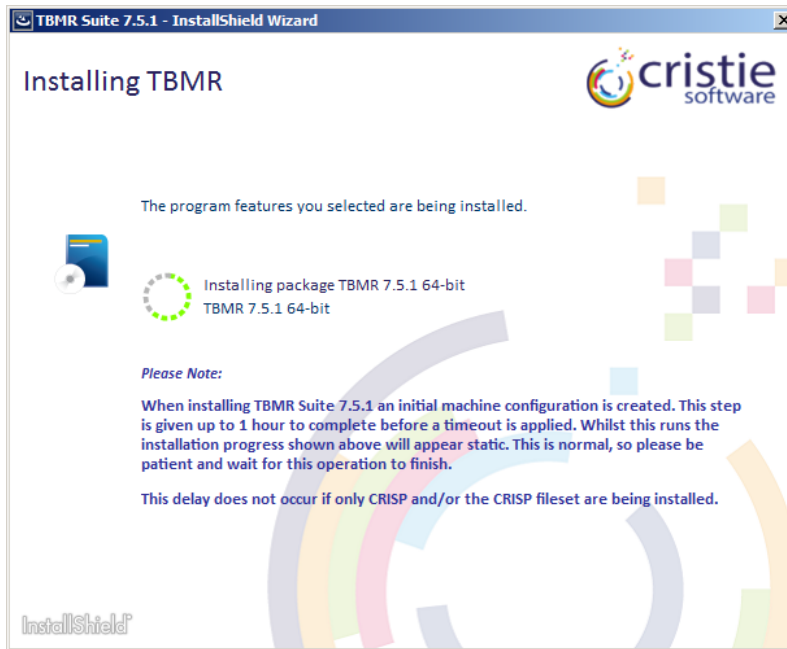 TBMR Suite 7.5.1 - InstallShield Wizard
Installing TBMR
cristie
software
The program features you selected are being installed.
Installing package TBMR 7.5.1 64-bit
TBMR 7.5.1 64-bit
Please Note:
When installing TBMR Suite 7.5.1 an initial machine configuration is created. This step
is given up to 1 hour to complete before a timeout is applied. Whilst this runs the
installation progress shown above will appear static. This is normal, so please be
patient and wait for this operation to finish.
This delay does not occur if only CRISP and/or the CRISP fileset are being installed.
InstallShield